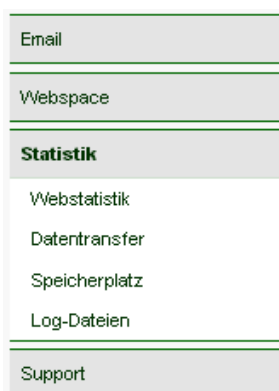 Email
Webspace
Statistik
Webstatistik
Datentransfer
Speicherplatz
Log-Dateien
Support